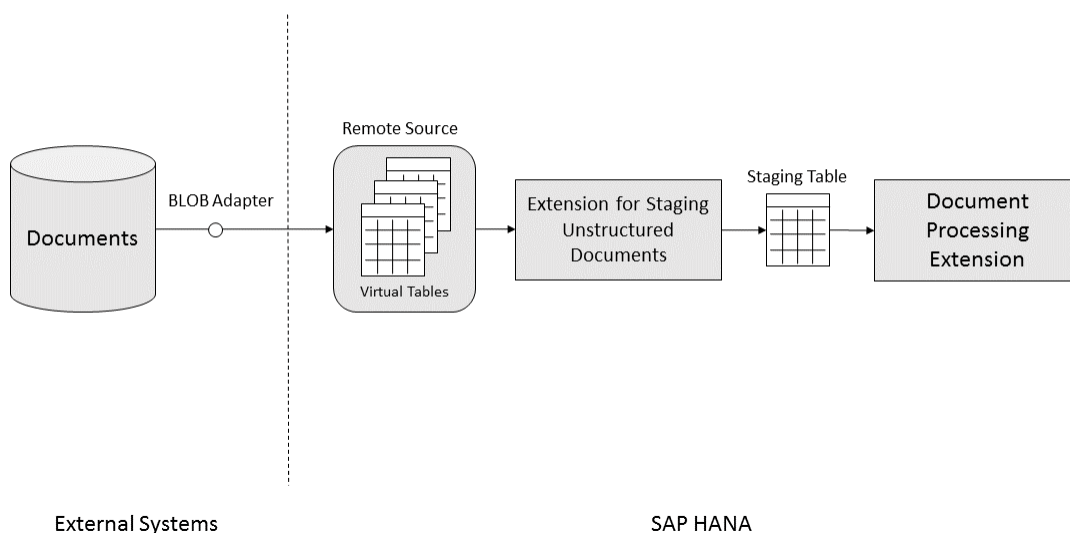 Remote Source
Documents
BLOB Adapter
Virtual Tables
Extension for Staging
Unstructured
Documents
Staging Table
Document
Processing
Extension
External Systems
SAP HANA